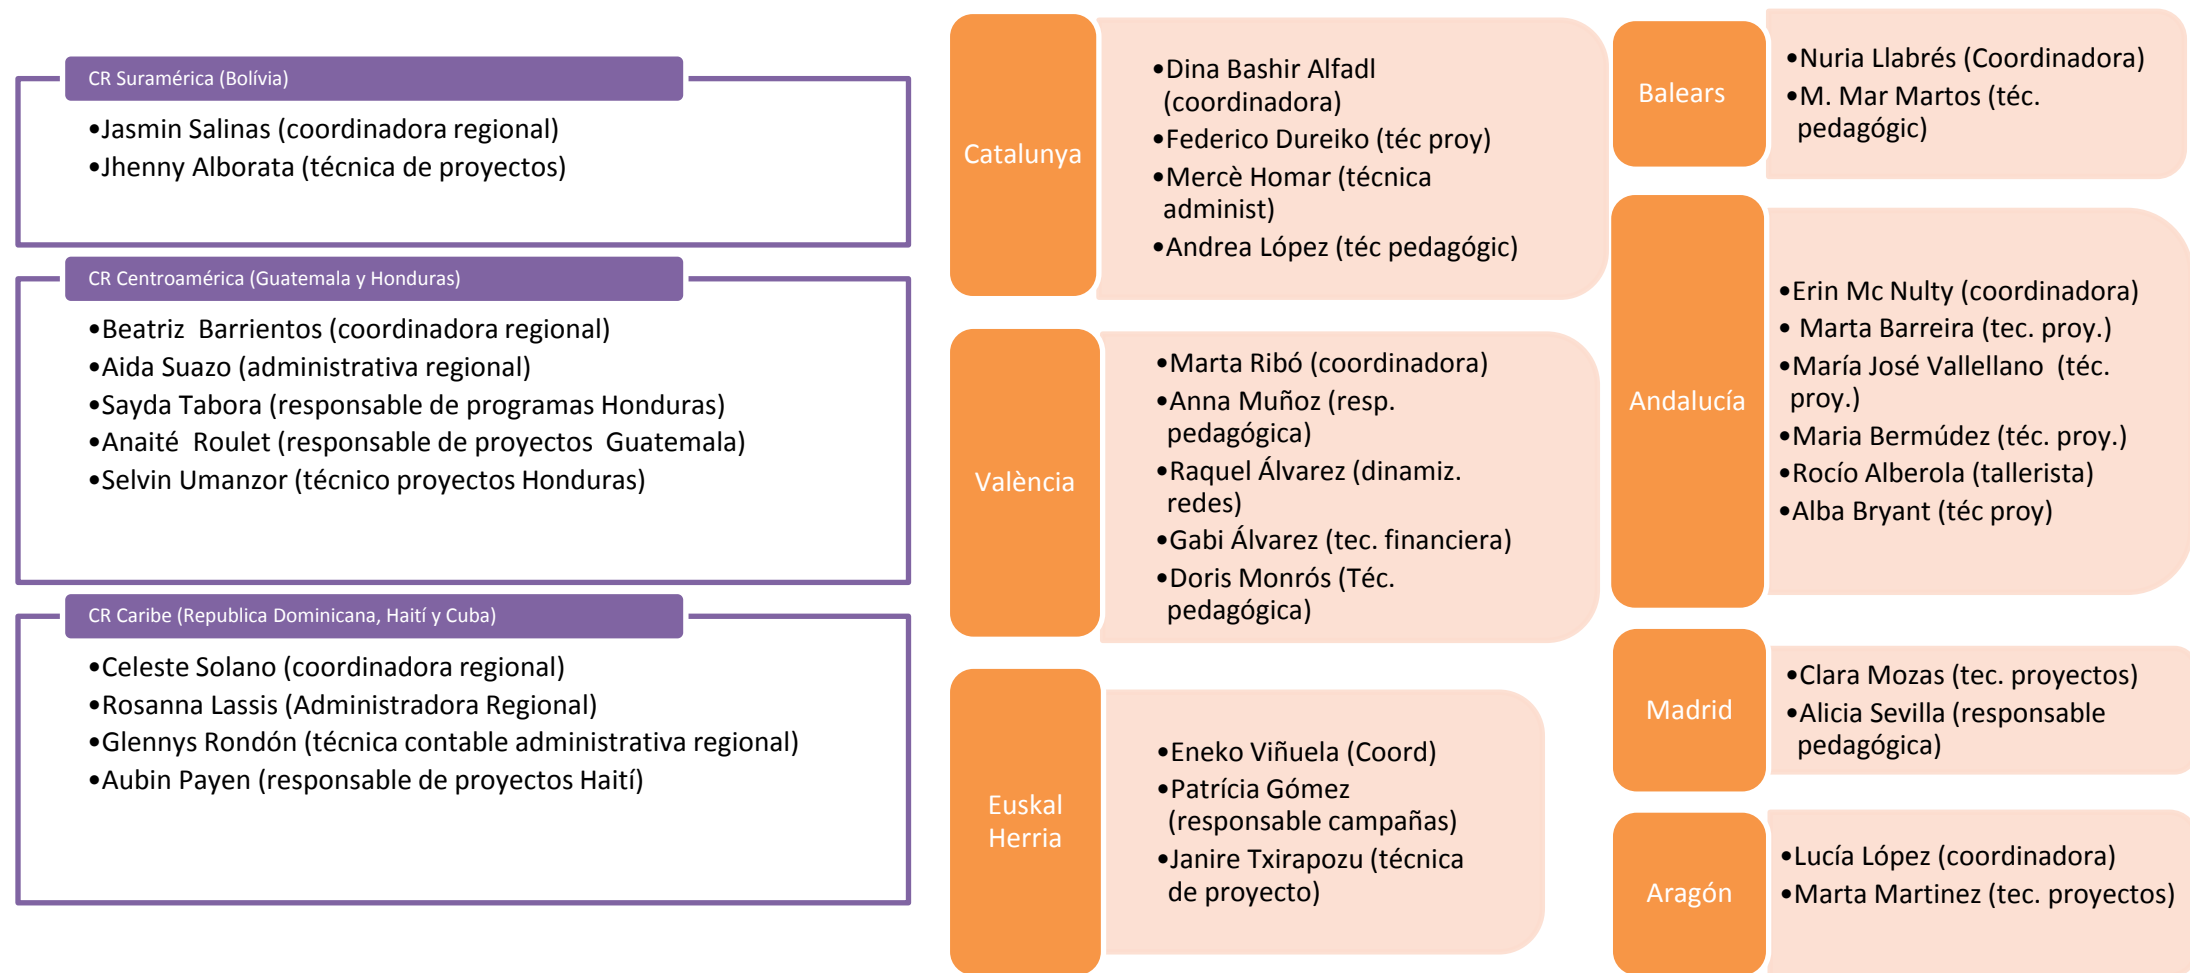 CR Suramérica (Bolívia)
•Jasmin Salinas (coordinadora regional)
•Jhenny Alborata (técnica de proyectos)
CR Centroamérica (Guatemala y Honduras)
•Beatriz  Barrientos (coordinadora regional)
•Aida Suazo (administrativa regional)
•Sayda Tabora (responsable de programas Honduras)
•Anaité  Roulet (responsable de proyectos  Guatemala)
•Selvin Umanzor (técnico proyectos Honduras)
CR Caribe (Republica Dominicana, Haití y Cuba)
•Celeste Solano (coordinadora regional)
•Rosanna Lassis (Administradora Regional)
•Glennys Rondón (técnica contable administrativa regional)
•Aubin Payen (responsable de proyectos Haití)
Catalunya
•Dina Bashir Alfadl
(coordinadora)
•Federico Dureiko (téc proy)
•Mercè Homar (técnica
administ)
•Andrea López (téc pedagógic)
València
•Marta Ribó (coordinadora)
•Anna Muñoz (resp.
pedagógica)
•Raquel Álvarez (dinamiz.
redes)
•Gabi Álvarez (tec. financiera)
•Doris Monrós (Téc.
pedagógica)
Euskal
Herria
•Eneko Viñuela (Coord)
•Patrícia Gómez
(responsable campañas)
•Janire Txirapozu (técnica
de proyecto)
Balears
•Nuria Llabrés (Coordinadora)
•M. Mar Martos (téc.
pedagógic)
Andalucía
•Erin Mc Nulty (coordinadora)
• Marta Barreira (tec. proy.)
•María José Vallellano  (téc.
proy.)
•Maria Bermúdez (téc. proy.)
•Rocío Alberola (tallerista)
•Alba Bryant (téc proy)
Madrid
•Clara Mozas (tec. proyectos)
•Alicia Sevilla (responsable
pedagógica)
Aragón
•Lucía López (coordinadora)
•Marta Martinez (tec. proyectos)